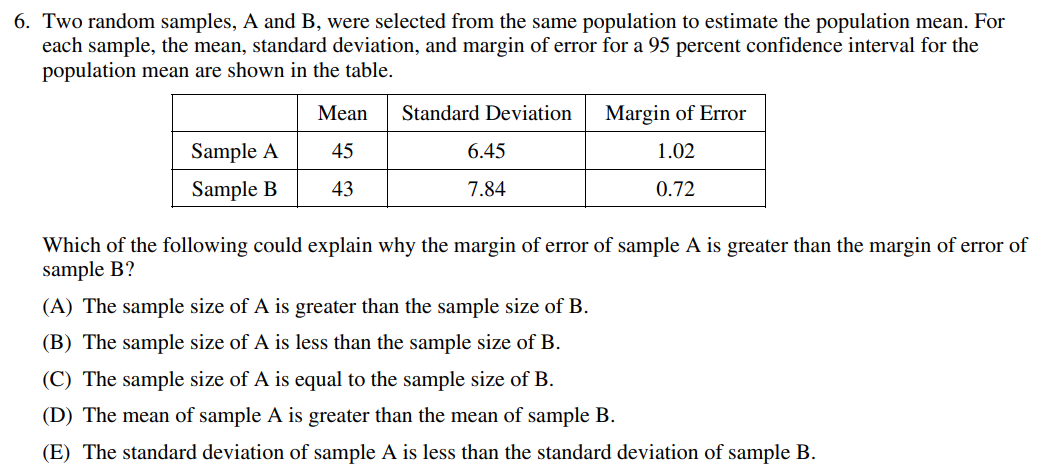 6. Two random samples, A and B, were selected from the same population to estimate the population mean. For
each sample, the mean, standard deviation, and margin of error for a 95 percent confidence interval for the
population mean are shown in the table.
Mean Standard Deviation Margin of Error
Sample A 45 6.45 1.02
Sample B 43 7.84 0.72
Which of the following could explain why the margin of error of sample A is greater than the margin of error of
sample B?
(A) The sample size of A is greater than the sample size of B.
(B) The sample size of A is less than the sample size of B.
(C) The sample size of A is equal to the sample size of B.
(D) The mean of sample A is greater than the mean of sample B.
(E) The standard deviation of sample A is less than the standard deviation of sample B.